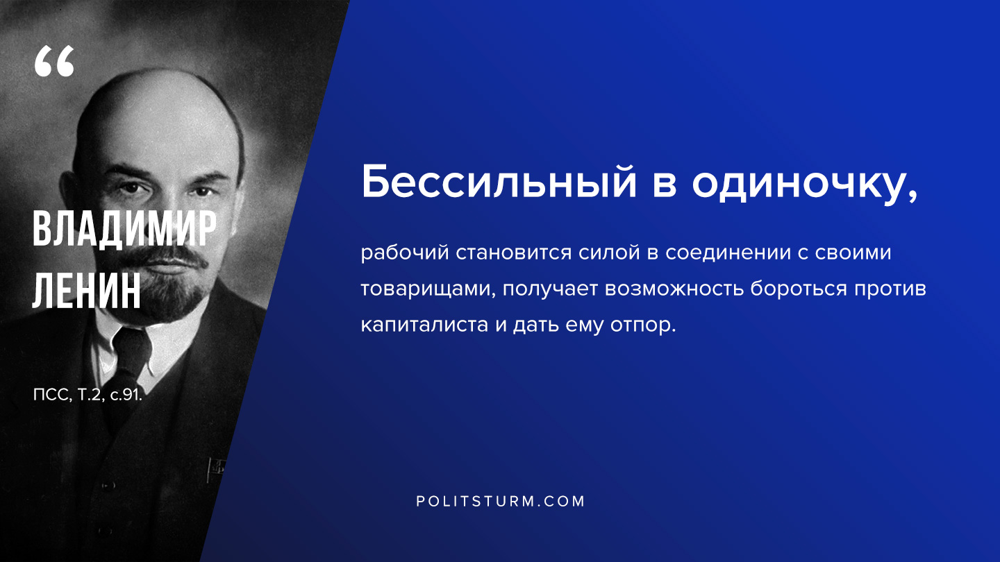 “
ВЛАДИМИР
ЛЕНИН
ПСС, Т.2, с.91.
Бессильный в одиночку,
рабочий становится силой в соединении с своими
товарищами, получает возможность бороться против
капиталиста и дать ему отпор.
POLITSTURM.COM